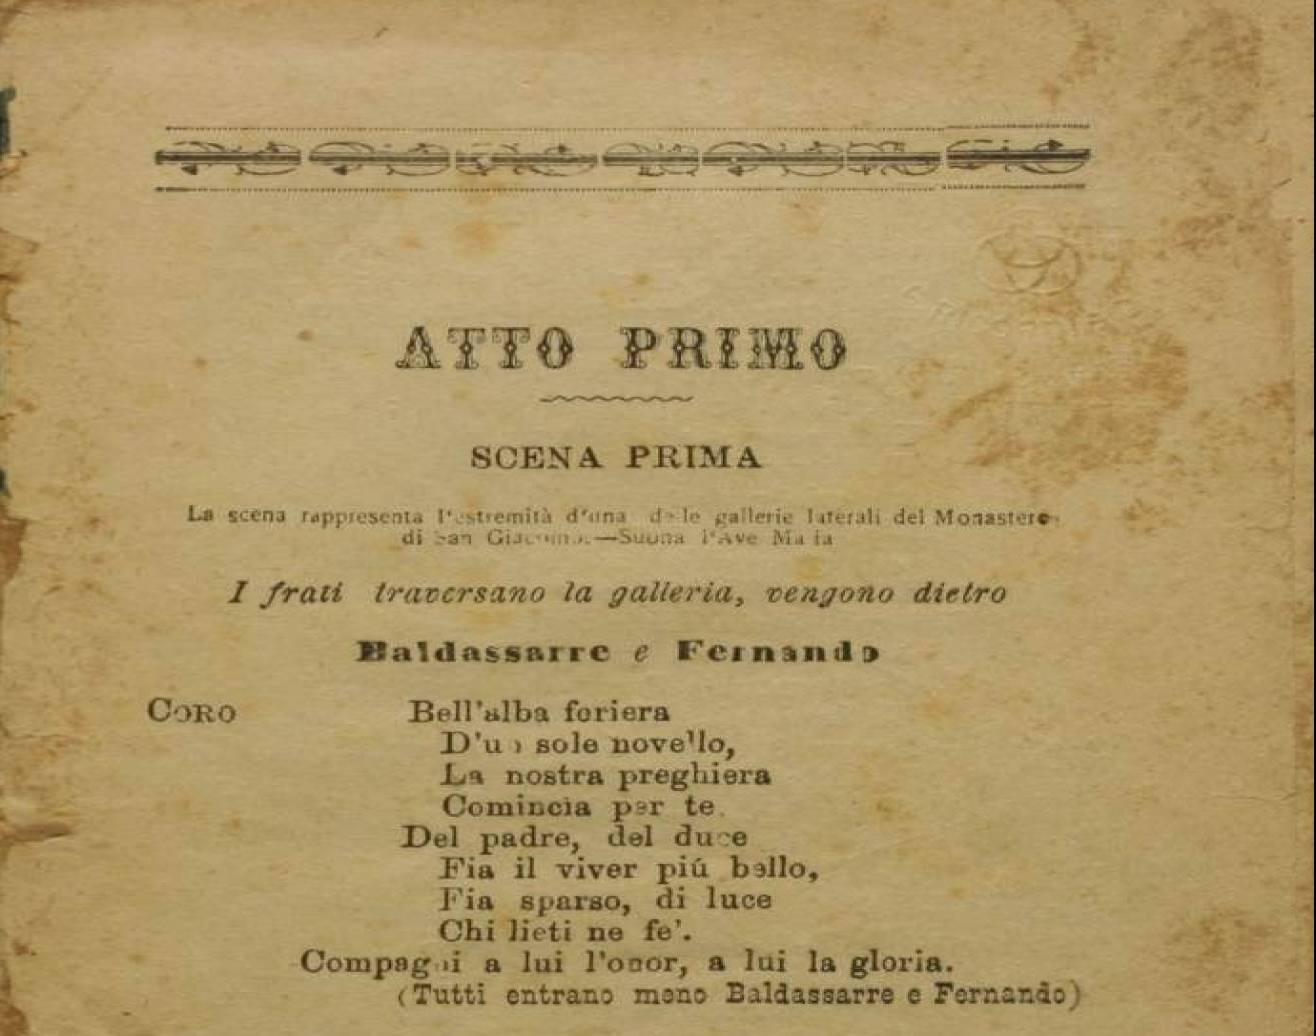 ATTO PRIMO
SCENA PRIMA
La scena rappresenta l'estremità d'una delle gallerie laterali del Monastero
di San Giacomo.—Suona l'Ave Maria
I frati traversano la galleria, vengono dietro
Baldassarre e Fernando
CORO Bell'alba foriera
D'un sole novello,
La nostra preghiera
Comincia per te.
Del padre, del duce
Fia il viver piú bello,
Fia sparso, di luce
Chi lieti ne fe'.
Compagni a lui l'onor, a lui la gloria.
(Tutti entrano meno Baldassarre e Fernando)